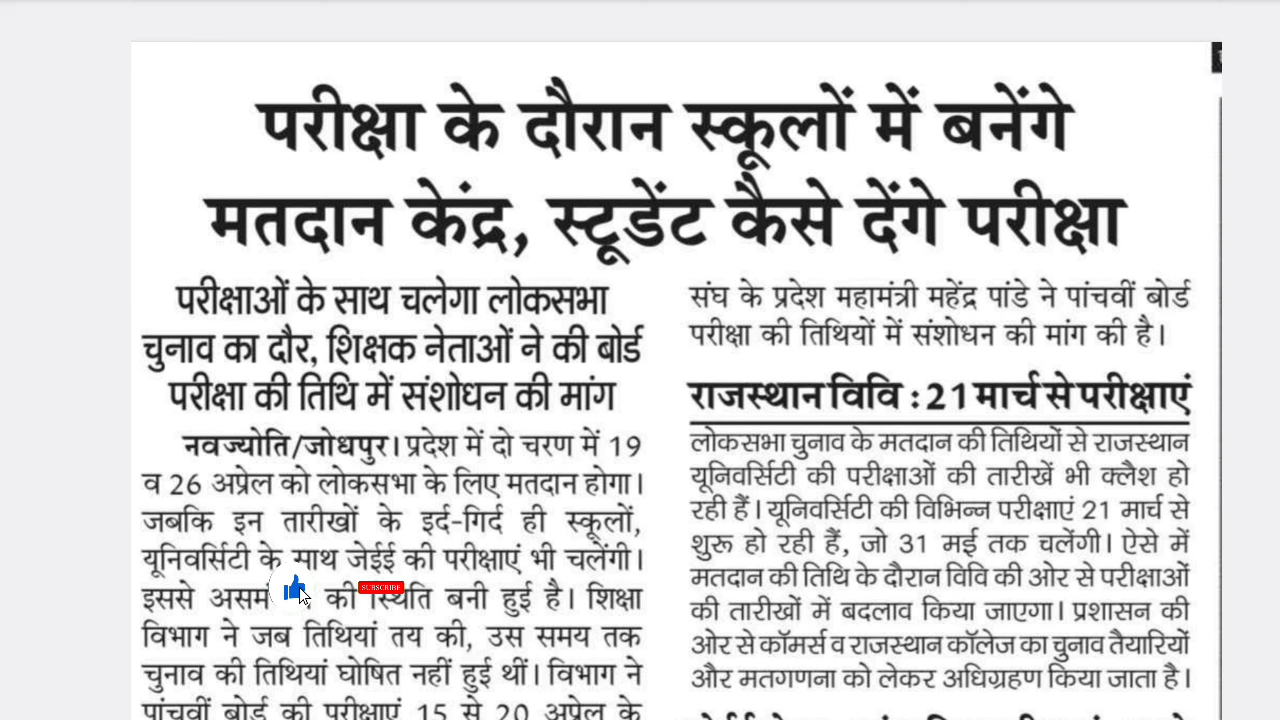 परीक्षा के दौरान स्कूलों में बनेंगे
मतदान केंद्र, स्टूडेंट कैसे देंगे परीक्षा
परीक्षाओं के साथ चलेगा लोकसभा
चुनाव का दौर, शिक्षक नेताओं ने की बोर्ड
परीक्षा की तिथि में संशोधन की मांग
नवज्योति/जोधपुर। प्रदेश में दो चरण में 19
व 26 अप्रेल को लोकसभा के लिए मतदान होगा।
जबकि इन तारीखों के इर्द-गिर्द ही स्कूलों,
यूनिवर्सिटी के साथ जेईई की परीक्षाएं भी चलेंगी।
इससे की स्थिति बनी हुई है। शिक्षा
SUBSCRIBE
विभाग ने जब तिथियां तय की, उस समय तक
चुनाव की तिथियां घोषित नहीं हुई थीं। विभाग ने
पांचवीं बोर्ड की परीक्षाएं 15 से 20 अप्रेल के
संघ के प्रदेश महामंत्री महेंद्र पांडे ने पांचवीं बोर्ड
परीक्षा की तिथियों में संशोधन की मांग की है।
राजस्थान विवि : 21 मार्च से परीक्षाएं
लोकसभा चुनाव के मतदान की तिथियों से राजस्थान
यूनिवर्सिटी की परीक्षाओं की तारीखें भी क्लैश हो
रही हैं। यूनिवर्सिटी की विभिन्न परीक्षाएं 21 मार्च से
शुरू हो रही हैं, जो 31 मई तक चलेंगी। ऐसे में
मतदान की तिथि के दौरान विवि की ओर से परीक्षाओं
की तारीखों में बदलाव किया जाएगा। प्रशासन की
ओर से कॉमर्स व राजस्थान कॉलेज का चुनाव तैयारियों
और मतगणना को लेकर अधिग्रहण किया जाता है।